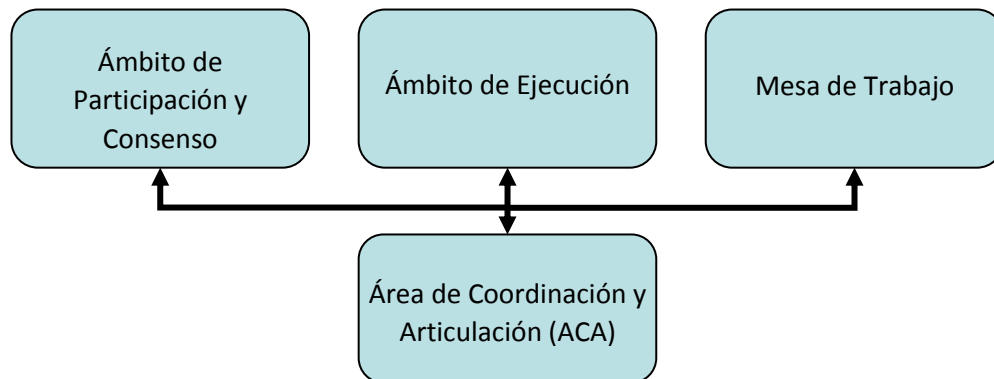 Ámbito de
Participación y
Consenso
Ámbito de Ejecución
Mesa de Trabajo
Área de Coordinación y
Articulación (ACA)